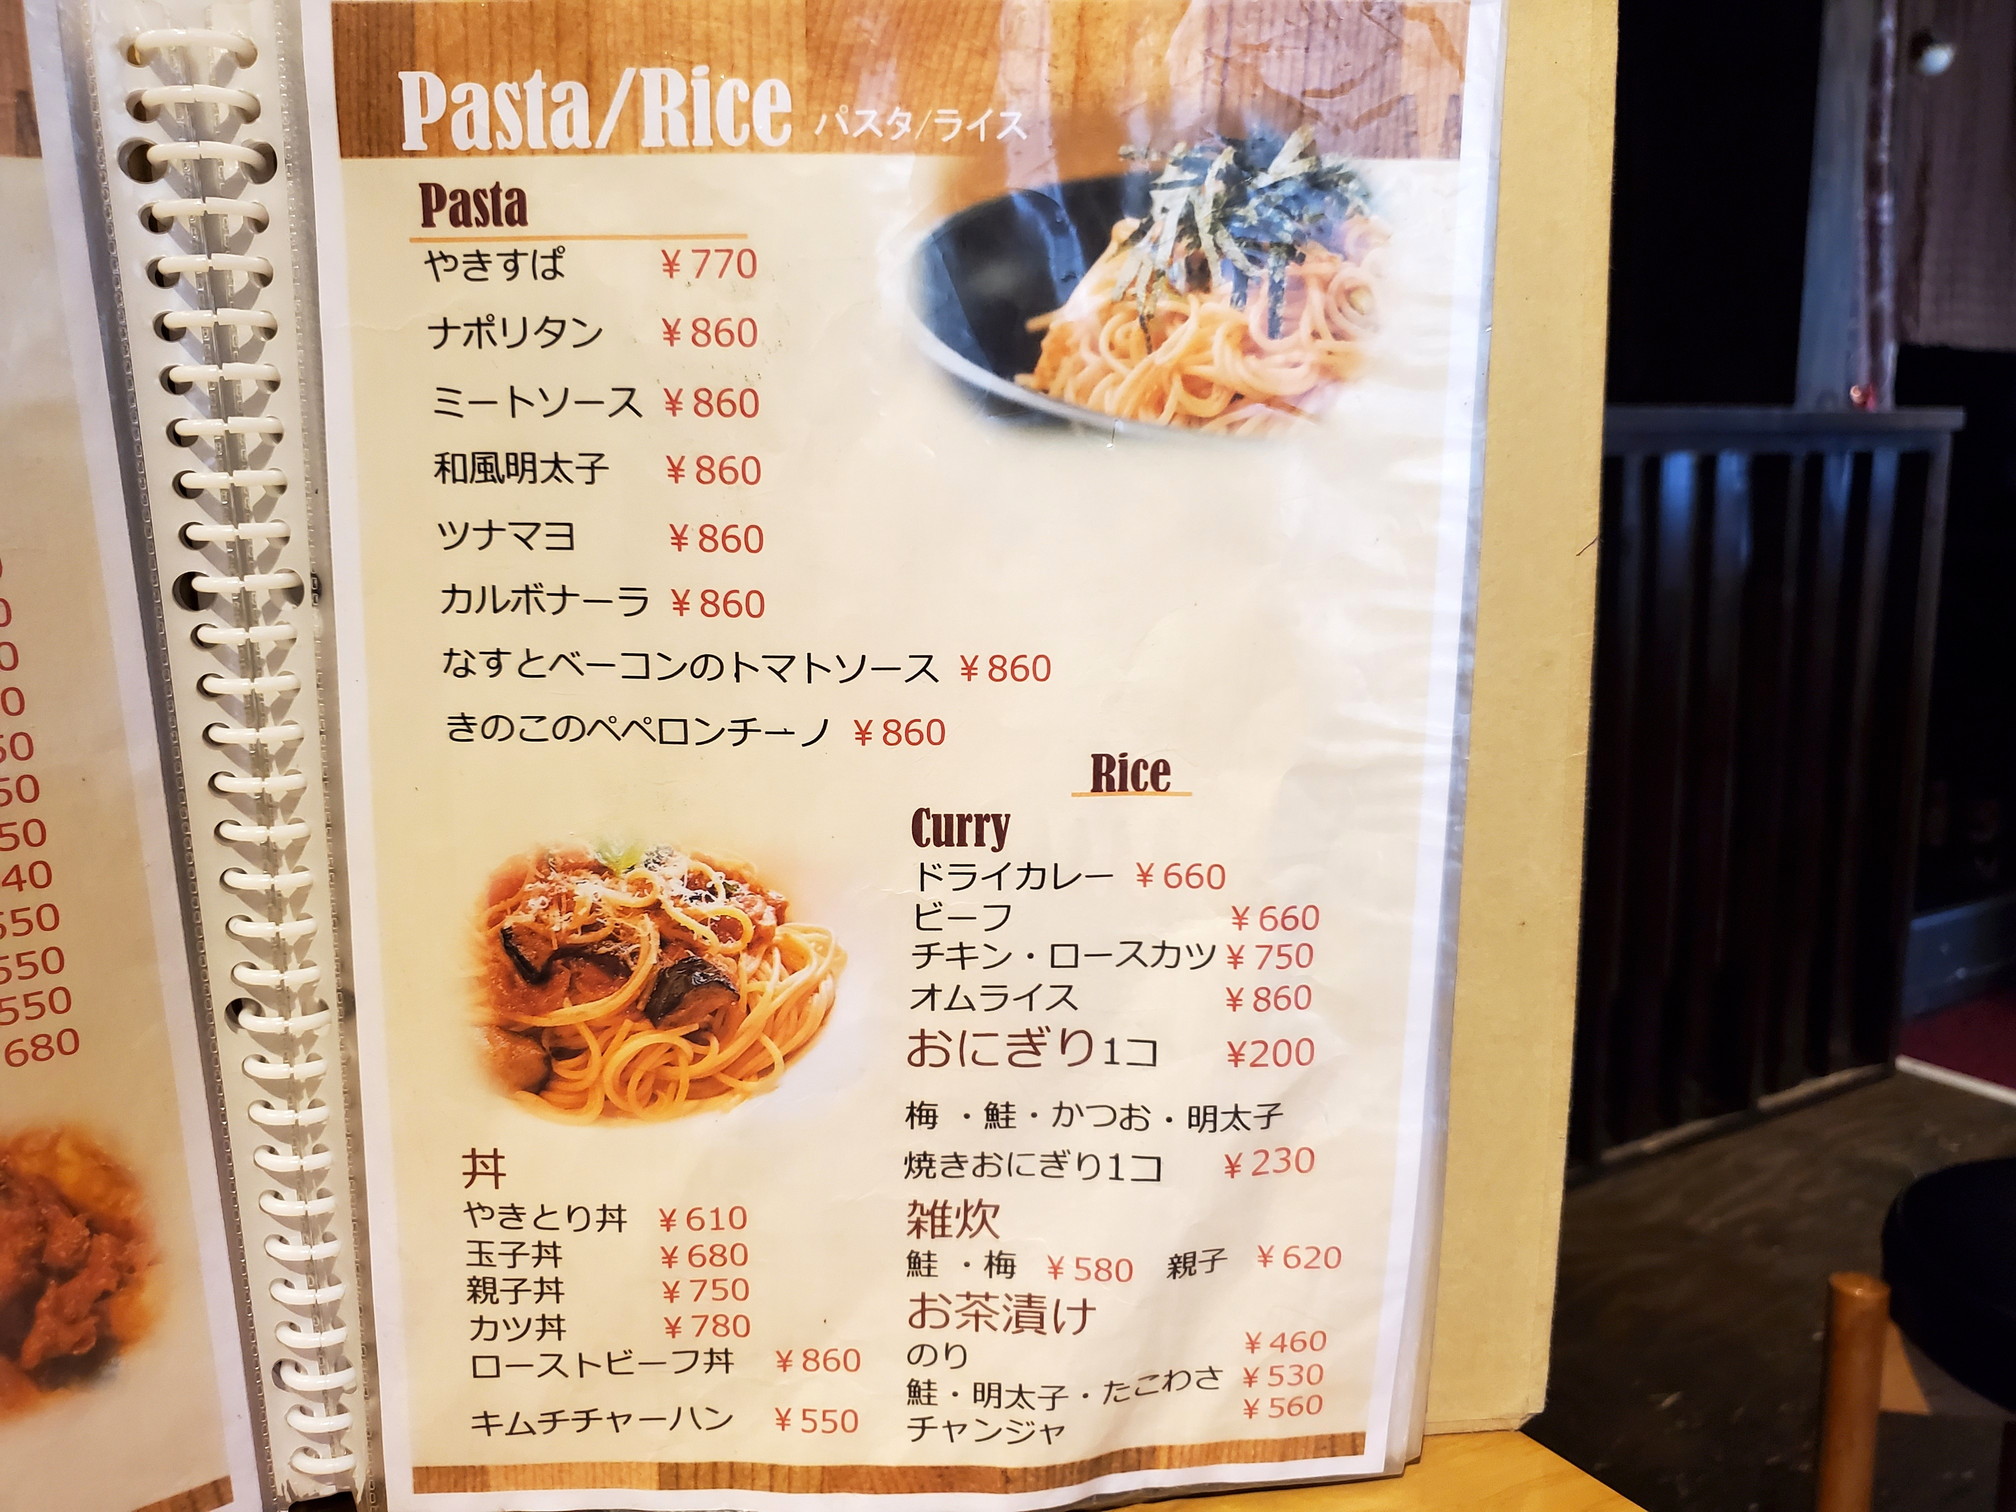 Pasta/Rice パスタ/ライス
Pasta
やきすぱ ¥770
ナポリタン ¥860
ミートソース ¥860
和風明太子 ¥860
ツナマヨ ¥860
カルボナーラ ¥860
なすとベーコンのトマトソース ¥860
きのこのペペロンチーノ ¥860
Rice
Curry
ドライカレー ¥660
ビーフ ¥660
チキン・ロースカツ ¥750
オムライス ¥860
おにぎり1コ ¥200
梅・鮭・かつお・明太子
焼きおにぎり1コ ¥230
雑炊
鮭・梅 ¥580 親子 ¥620
お茶漬け
のり ¥460
鮭・明太子・たこわさ ¥530
チャンジャ ¥560
丼
やきとり丼 ¥610
玉子丼 ¥680
親子丼 ¥750
カツ丼 ¥780
ローストビーフ丼 ¥860
キムチチャーハン ¥550
40
550
550
550
680